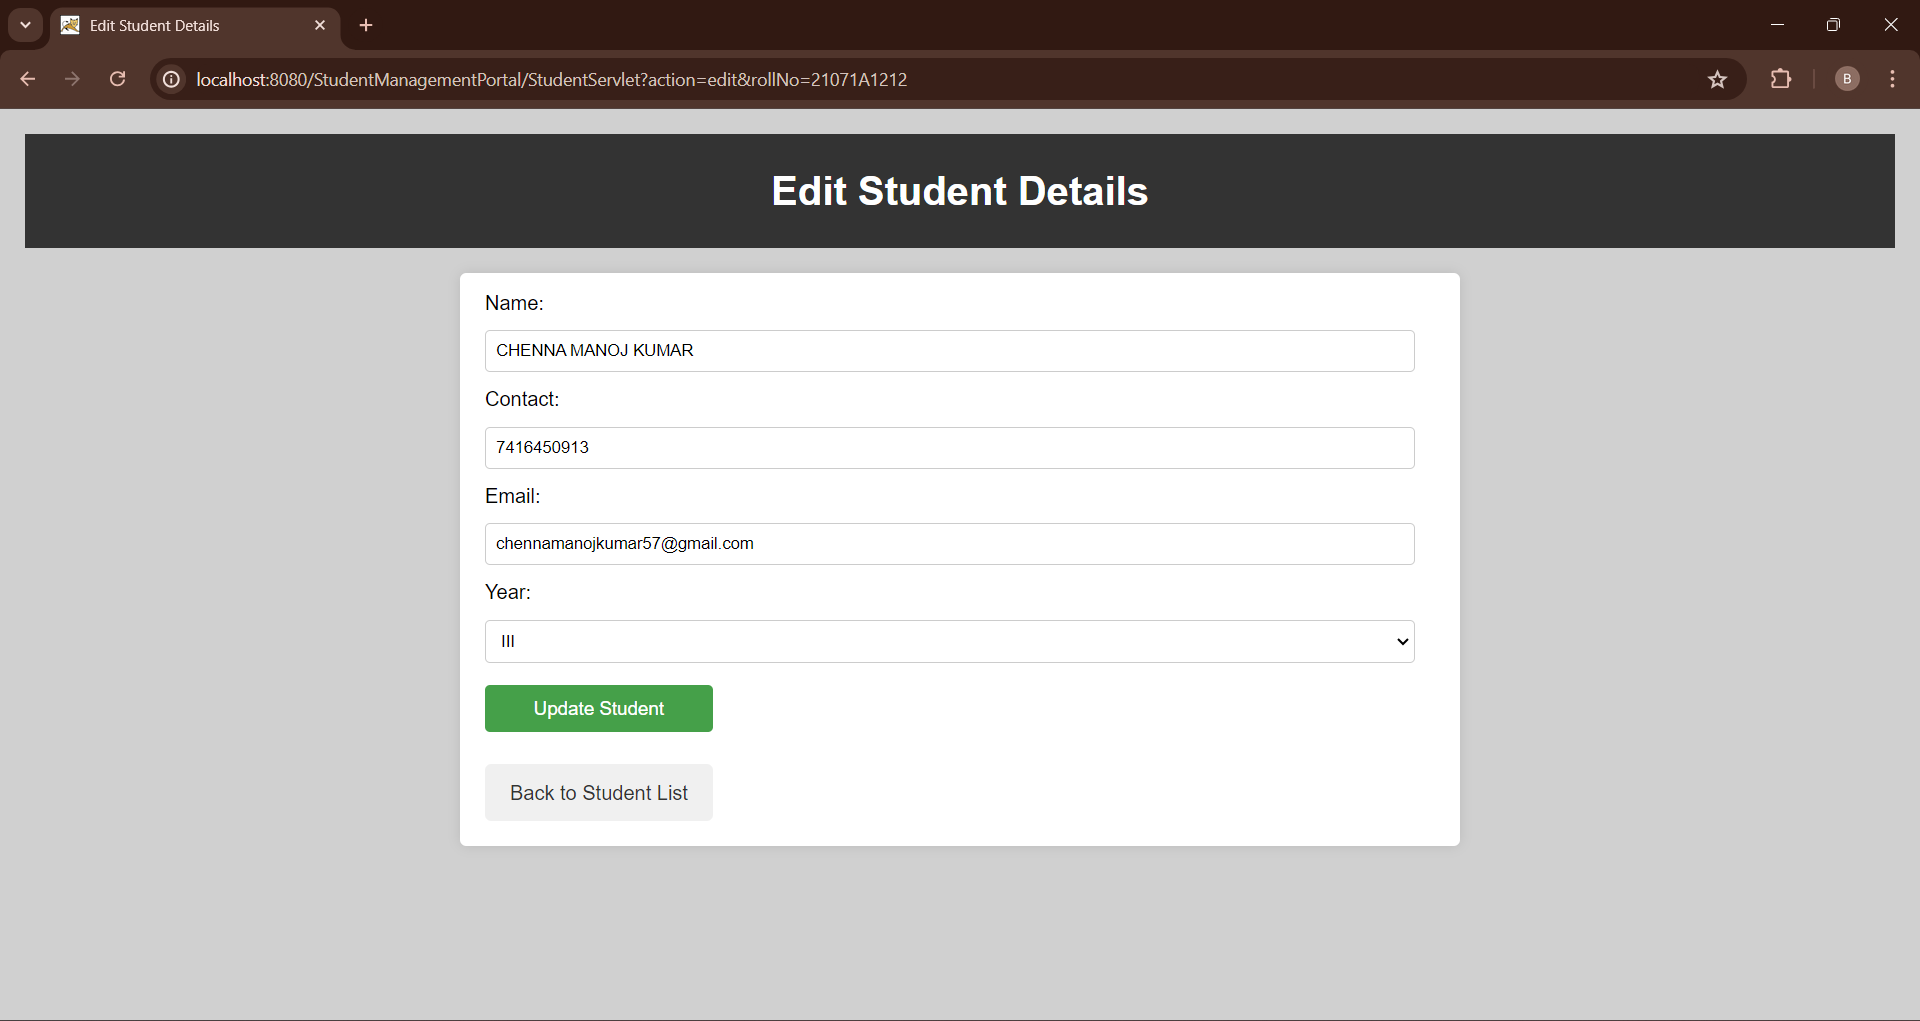 Edit Student Details
localhost:8080/StudentManagementPortal/StudentServlet?action=edit&rollNo=21071A1212
B
Edit Student Details
Name:
CHENNA MANOJ KUMAR
Contact:
7416450913
Email:
chennamanojkumar57@gmail.com
Year:
III
Update Student
Back to Student List